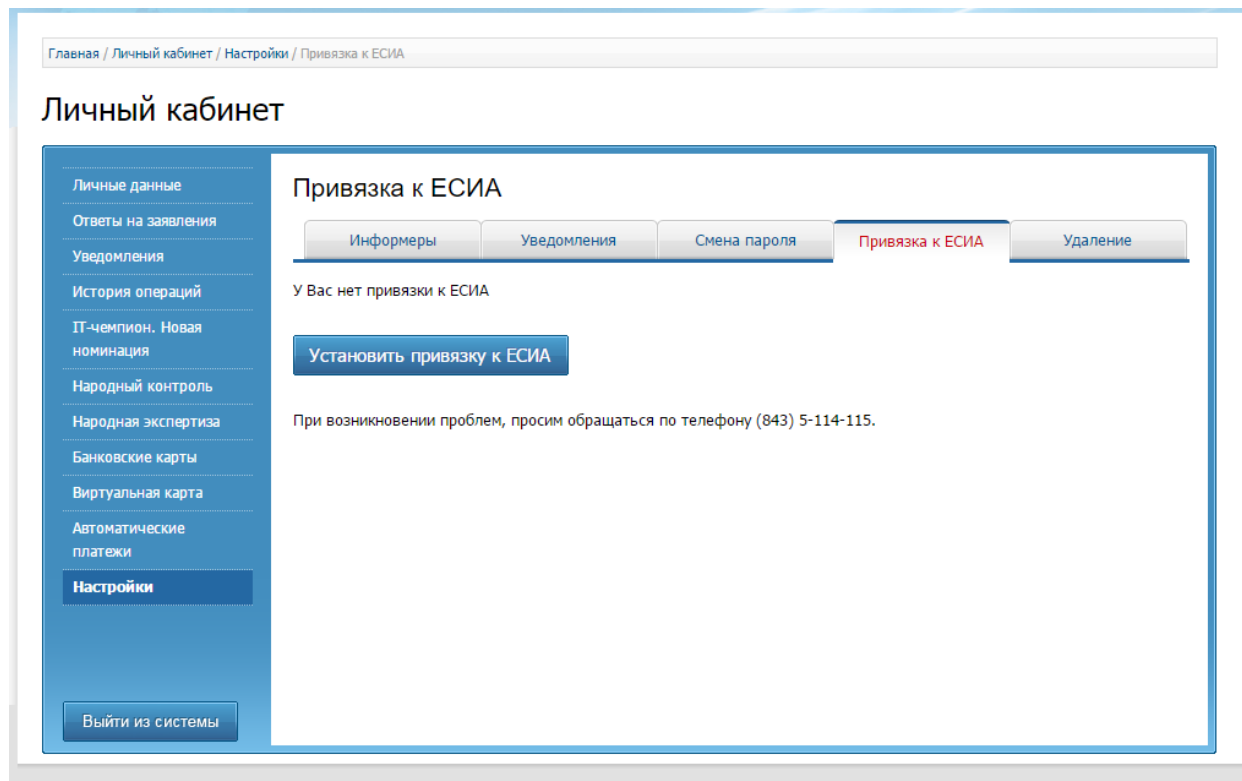 Главная / Личный кабинет / Настройки / Привязка к ЕСИА
Личный кабинет
Личные данные
Ответы на заявления
Уведомления
История операций
IT-чемпион. Новая
номинация
Народный контроль
Народная экспертиза
Банковские карты
Виртуальная карта
Автоматические
платежи
Настройки
Выйти из системы
Привязка к ЕСИА
Информеры Уведомления Смена пароля Привязка к ЕСИА Удаление
У Вас нет привязки к ЕСИА
Установить привязку к ЕСИА
При возникновении проблем, просим обращаться по телефону (843) 5-114-115.